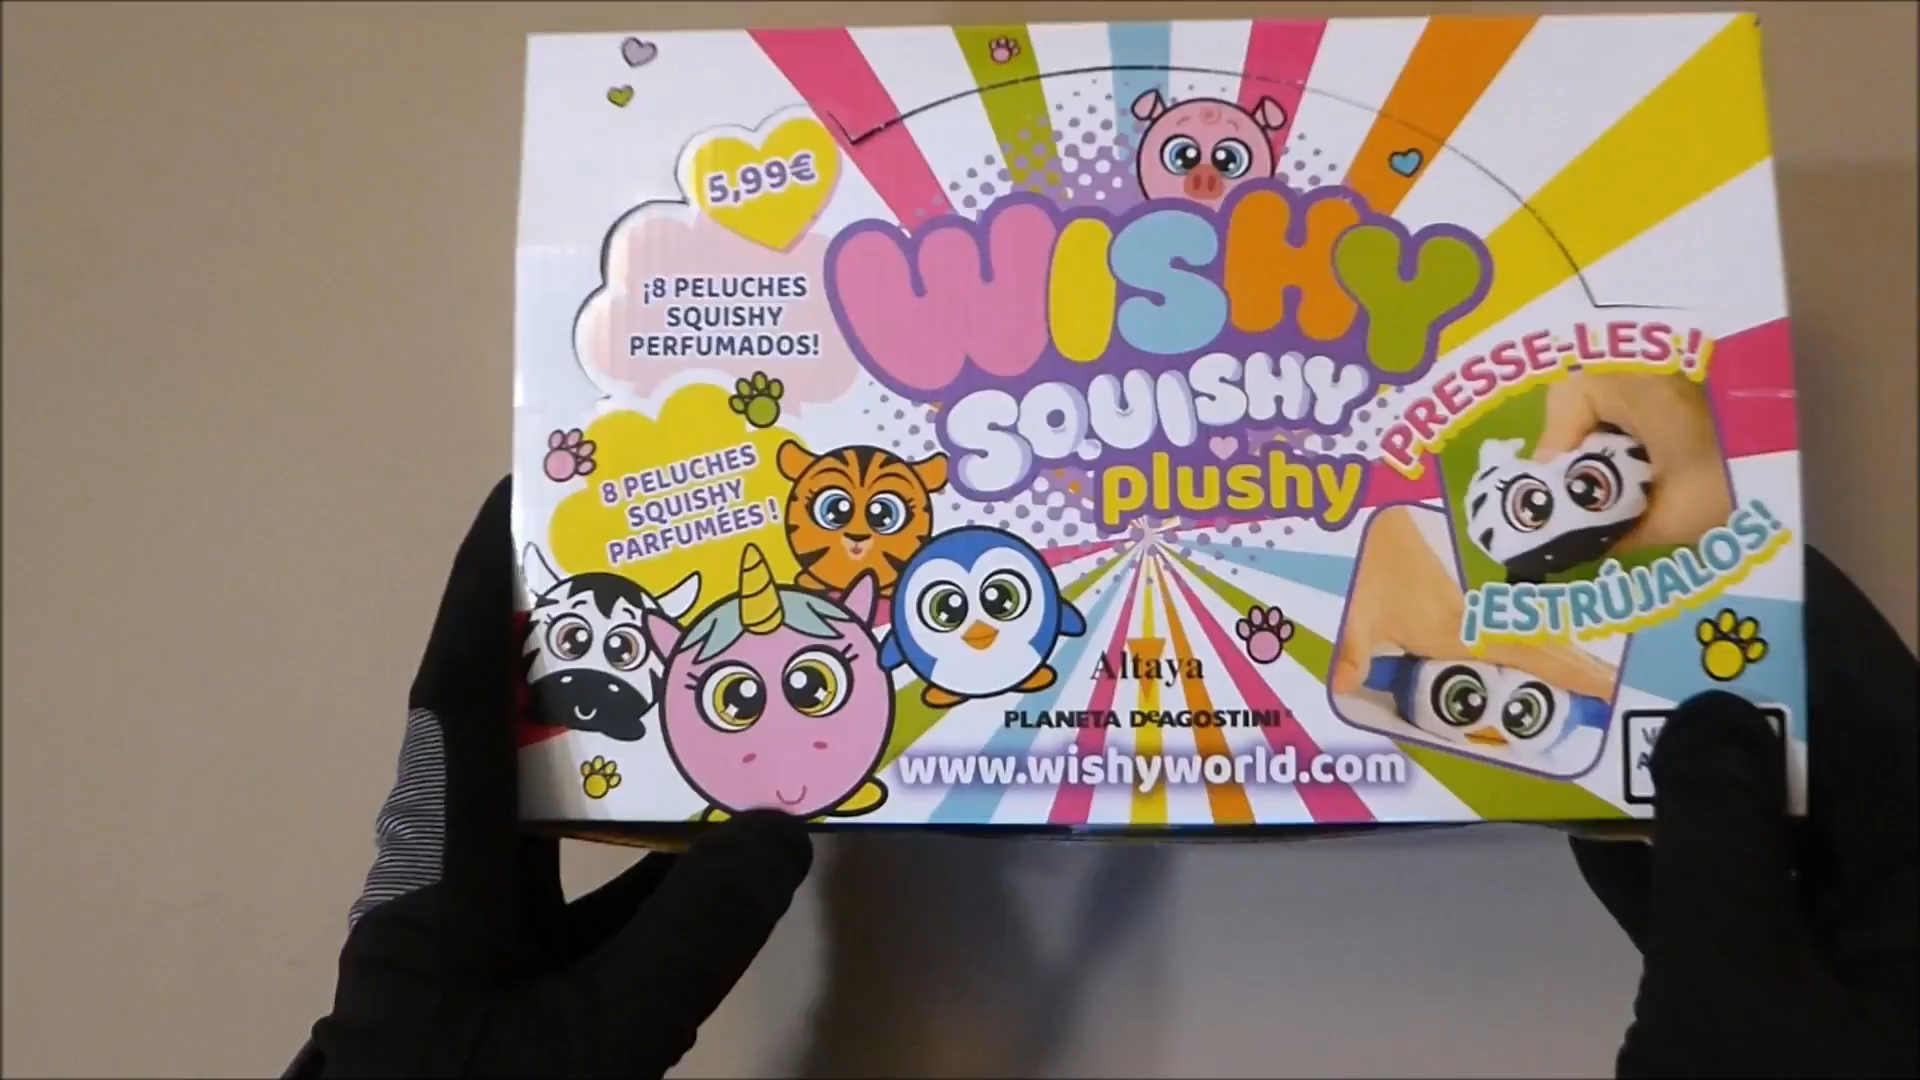 5,99€
¡8 PELUCHES
SQUISHY
PERFUMADOS!
WISHY
SQUISHY
plushy
PRESSE-LES !
¡ESTRÚJALOS!
8 PELUCHES
SQUISHY
PARFUMÉES !
Altaya
PLANETA DeAGOSTINI
www.wishyworld.com